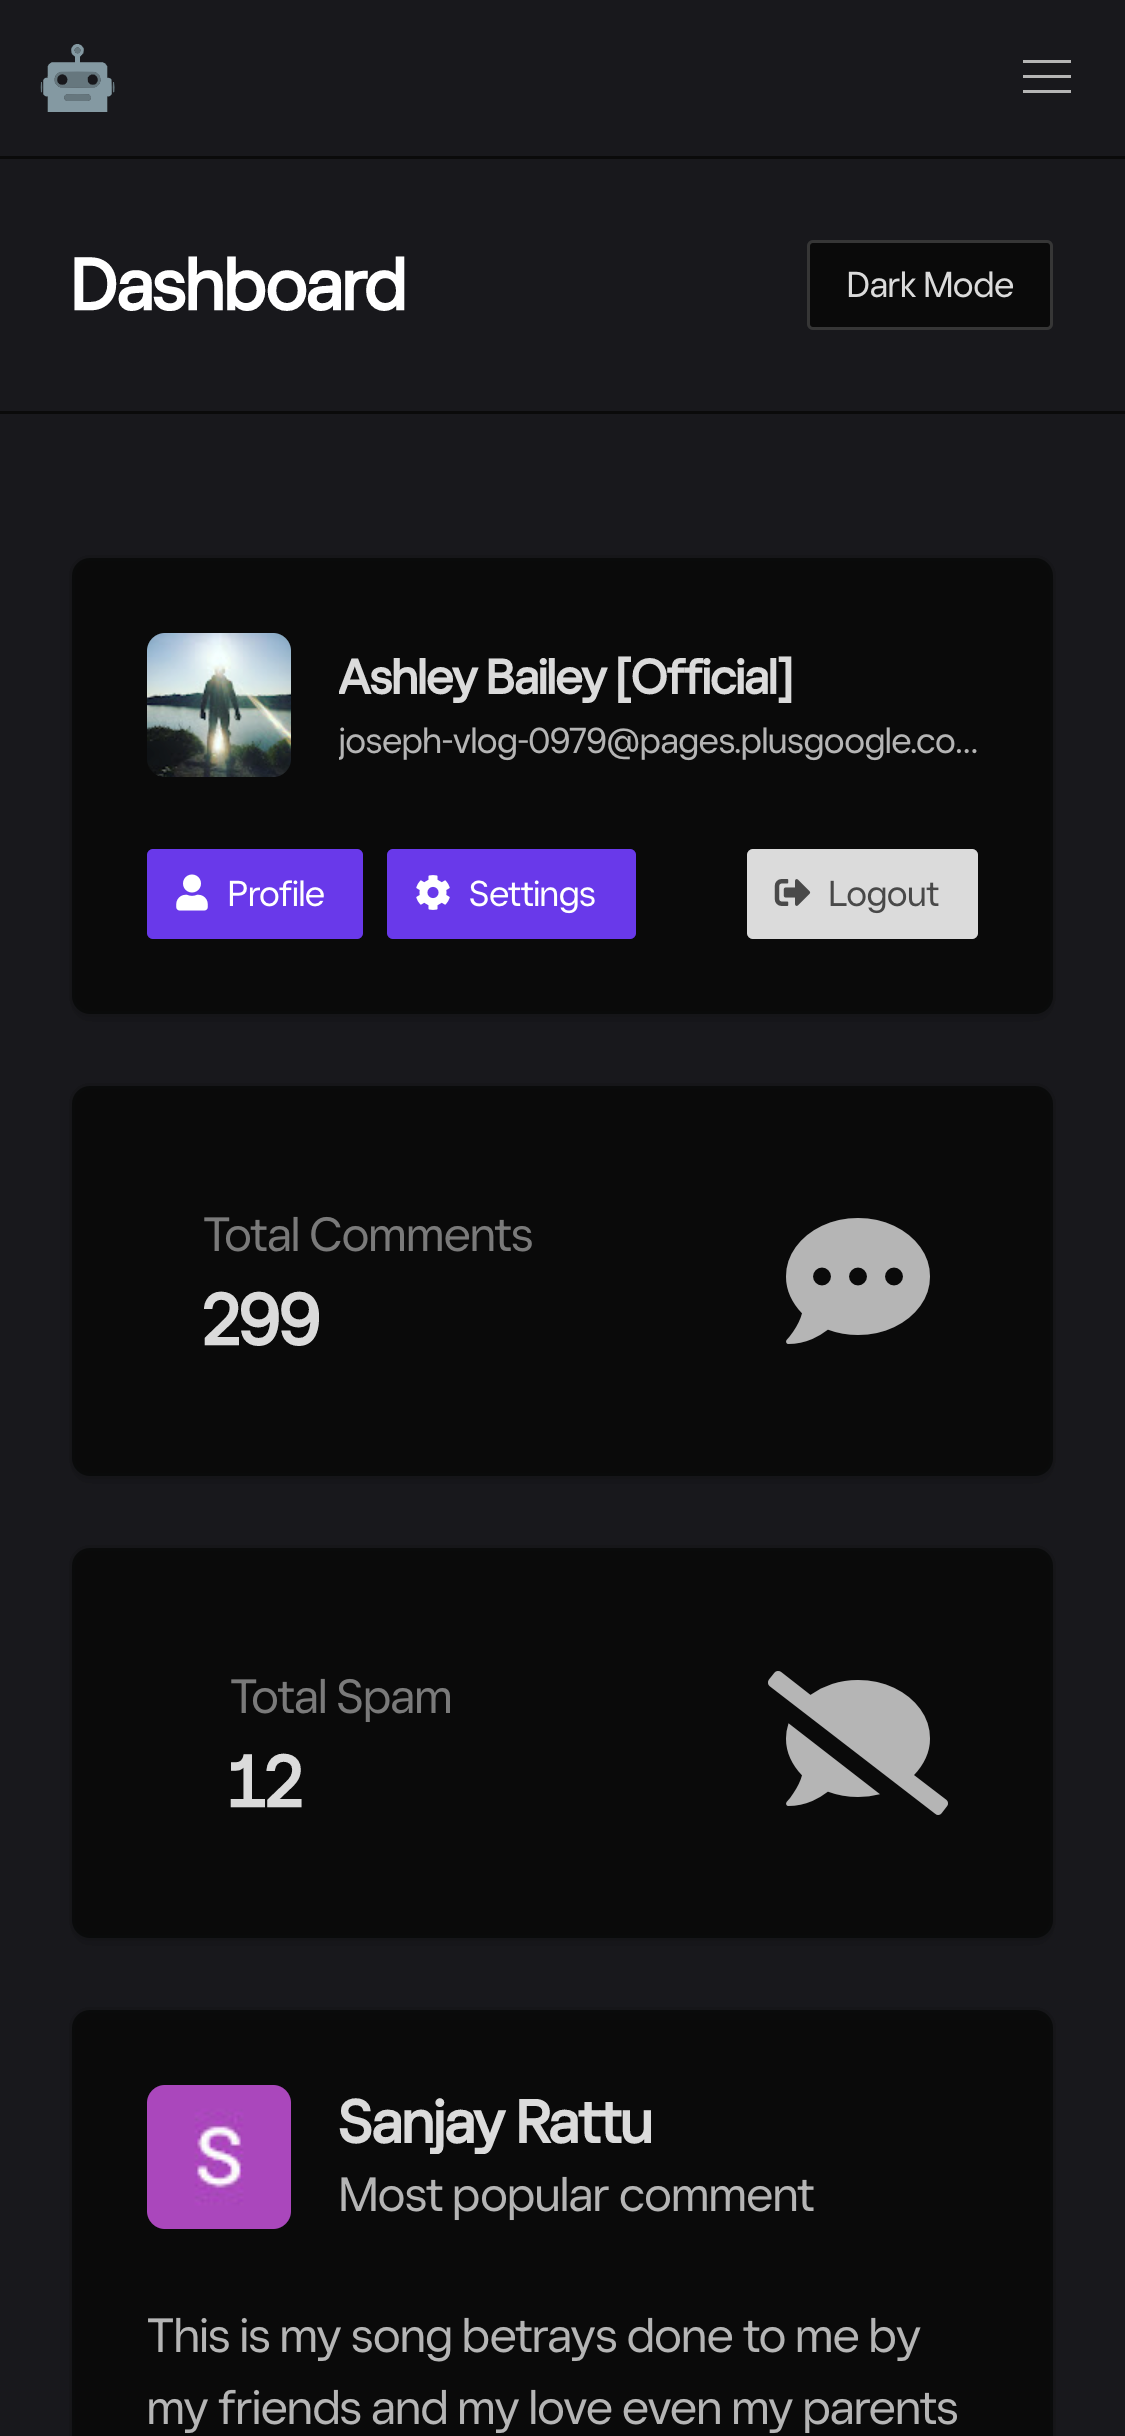 Dashboard
Dark Mode
Ashley Bailey [Official]
joseph-vlog-0979@pages.plusgoogle.co...
Profile
Settings
Logout
Total Comments
299
Total Spam
12
S
Sanjay Rattu
Most popular comment
This is my song betrays done to me by
my friends and my love even my parents